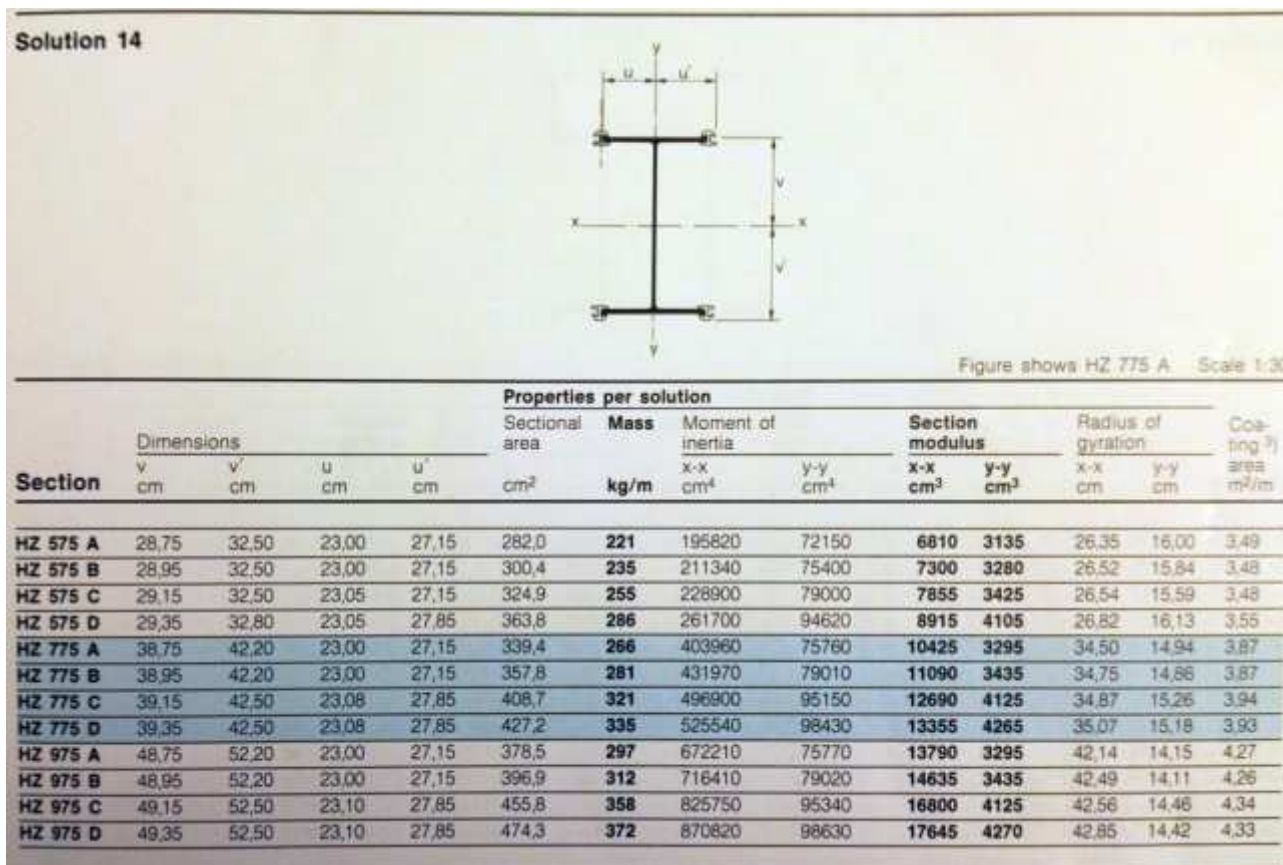 Solution 14
y
u u'
v
x x
v'
y
Figure shows HZ 775 A Scale 1:30
Properties per solution
Dimensions Sectional area Mass Moment of inertia Section modulus Radius of gyration Coa-ting 3) area
Section v cm v' cm u cm u' cm cm2 kg/m x-x cm4 y-y cm4 x-x cm3 y-y cm3 x-x cm y-y cm m2/m
HZ 575 A 28,75 32,50 23,00 27,15 282,0 221 195820 72150 6810 3135 26,35 16,00 3,49
HZ 575 B 28,95 32,50 23,00 27,15 300,4 235 211340 75400 7300 3280 26,52 15,84 3,48
HZ 575 C 29,15 32,50 23,05 27,15 324,9 255 228900 79000 7855 3425 26,54 15,59 3,48
HZ 575 D 29,35 32,80 23,05 27,85 363,8 286 261700 94620 8915 4105 26,82 16,13 3,55
HZ 775 A 38,75 42,20 23,00 27,15 339,4 266 403960 75760 10425 3295 34,50 14,94 3,87
HZ 775 B 38,95 42,20 23,00 27,15 357,8 281 431970 79010 11090 3435 34,75 14,86 3,87
HZ 775 C 39,15 42,50 23,08 27,85 408,7 321 496900 95150 12690 4125 34,87 15,26 3,94
HZ 775 D 39,35 42,50 23,08 27,85 427,2 335 525540 98430 13355 4265 35,07 15,18 3,93
HZ 975 A 48,75 52,20 23,00 27,15 378,5 297 672210 75770 13790 3295 42,14 14,15 4,27
HZ 975 B 48,95 52,20 23,00 27,15 396,9 312 716410 79020 14635 3435 42,49 14,11 4,26
HZ 975 C 49,15 52,50 23,10 27,85 455,8 358 825750 95340 16800 4125 42,56 14,46 4,34
HZ 975 D 49,35 52,50 23,10 27,85 474,3 372 870820 98630 17645 4270 42,85 14,42 4,33